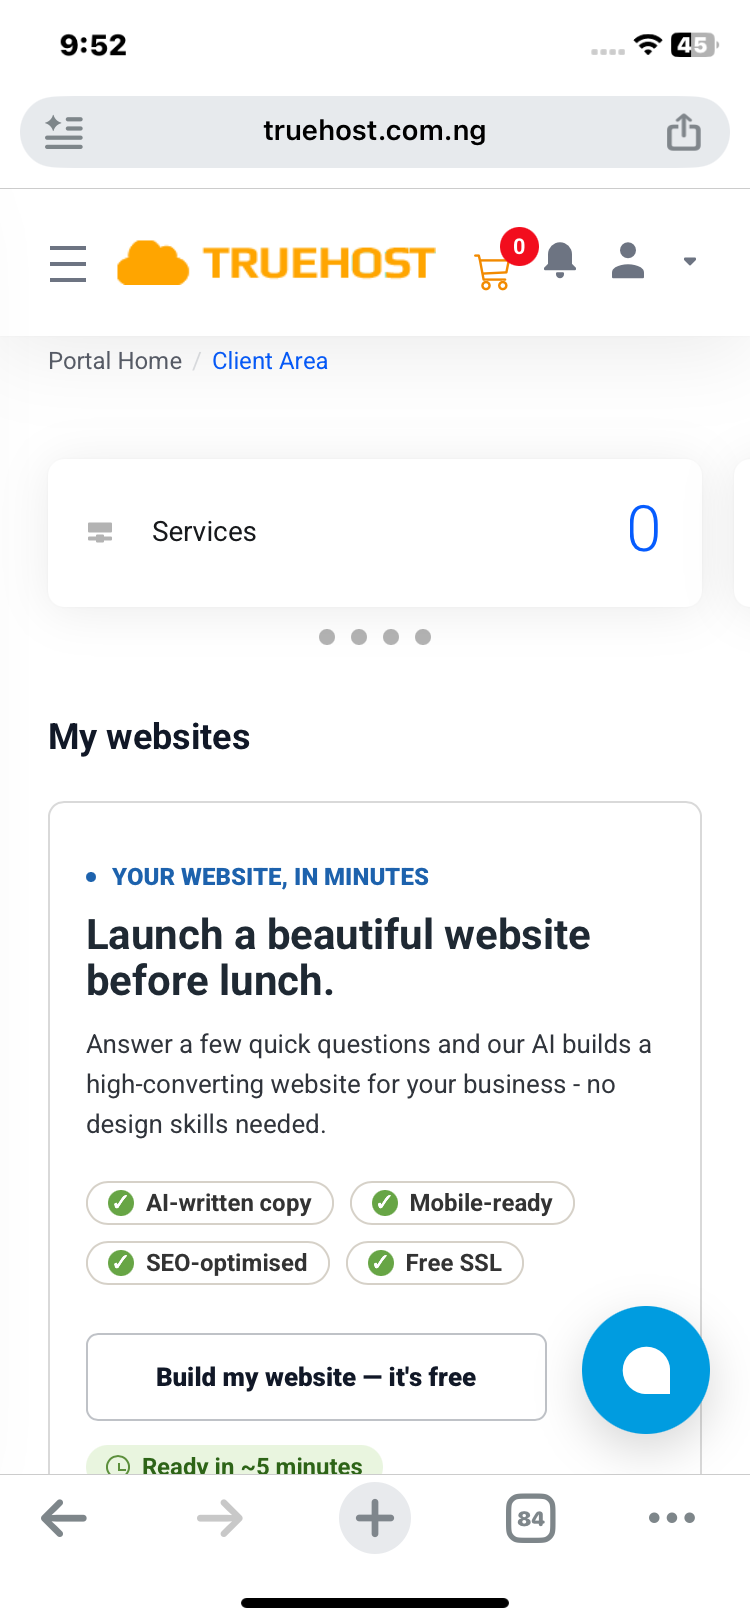 9:52
45
truehost.com.ng
TRUEHOST
0
Portal Home / Client Area
Services
0
My websites
• YOUR WEBSITE, IN MINUTES
Launch a beautiful website
before lunch.
Answer a few quick questions and our AI builds a
high-converting website for your business - no
design skills needed.
AI-written copy
Mobile-ready
SEO-optimised
Free SSL
Build my website — it's free
Ready in ~5 minutes
84